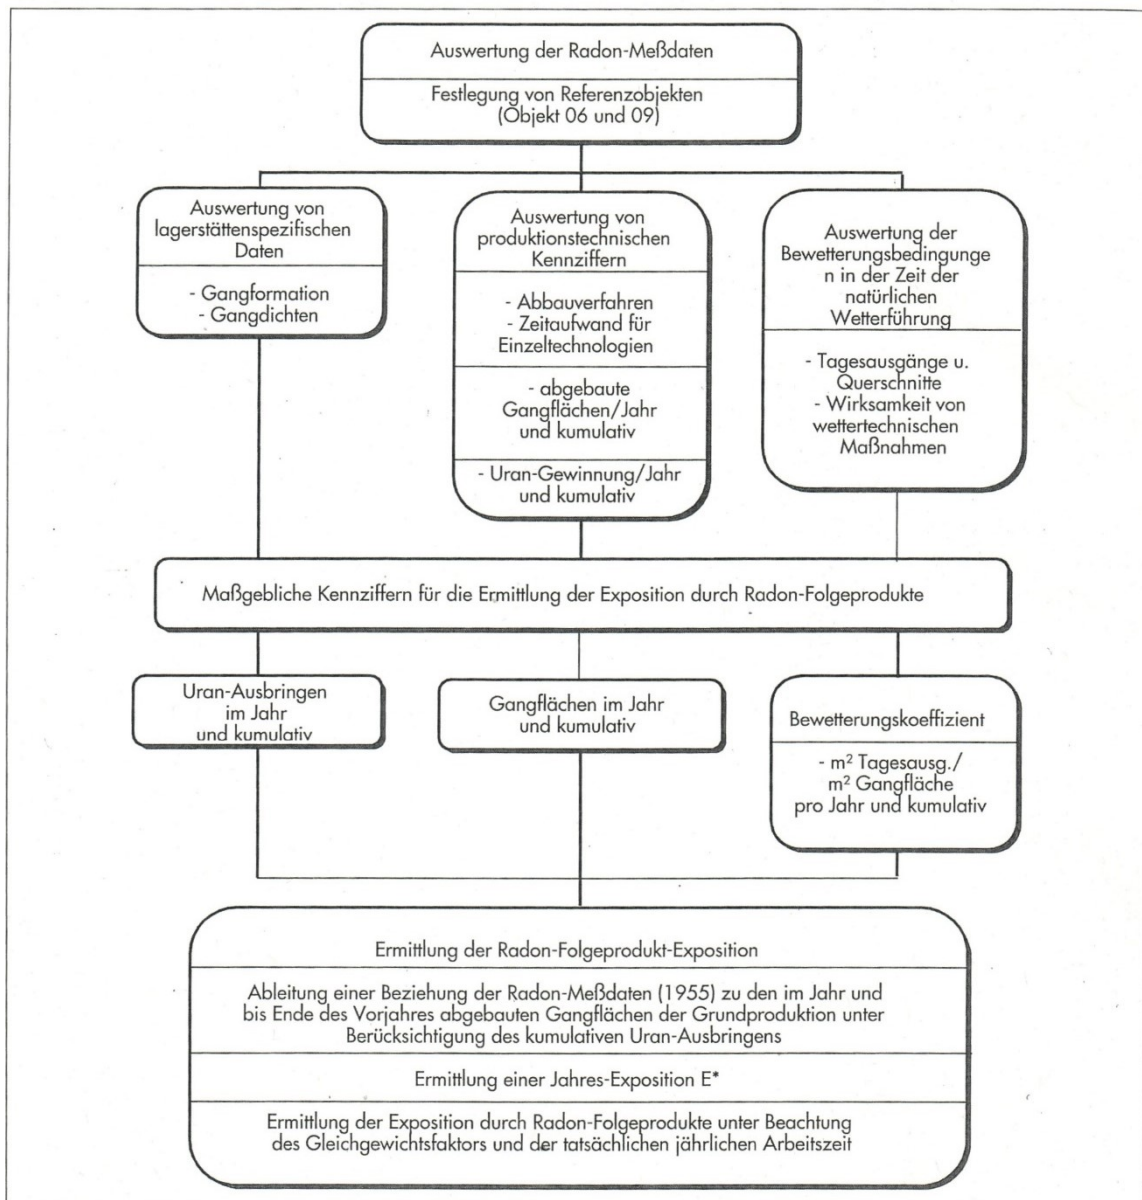 Auswertung der Radon-Meßdaten
Festlegung von Referenzobjekten
(Objekt 06 und 09)
Auswertung von
lagerstättenspezifischen
Daten
- Gangformation
- Gangdichten
Auswertung von
produktionstechnischen
Kennziffern
- Abbauverfahren
- Zeitaufwand für
Einzeltechnologien
- abgebaute
Gangflächen/Jahr
und kumulativ
- Uran-Gewinnung/Jahr
und kumulativ
Auswertung der
Bewetterungsbedingunge
n in der Zeit der
natürlichen
Wetterführung
- Tagesausgänge u.
Querschnitte
- Wirksamkeit von
wettertechnischen
Maßnahmen
Maßgebliche Kennziffern für die Ermittlung der Exposition durch Radon-Folgeprodukte
Uran-Ausbringen
im Jahr
und kumulativ
Gangflächen im Jahr
und kumulativ
Bewetterungskoeffizient
- m² Tagesausg./
m² Gangfläche
pro Jahr und kumulativ
Ermittlung der Radon-Folgeprodukt-Exposition
Ableitung einer Beziehung der Radon-Meßdaten (1955) zu den im Jahr und
bis Ende des Vorjahres abgebauten Gangflächen der Grundproduktion unter
Berücksichtigung des kumulativen Uran-Ausbringens
Ermittlung einer Jahres-Exposition E*
Ermittlung der Exposition durch Radon-Folgeprodukte unter Beachtung
des Gleichgewichtsfaktors und der tatsächlichen jährlichen Arbeitszeit